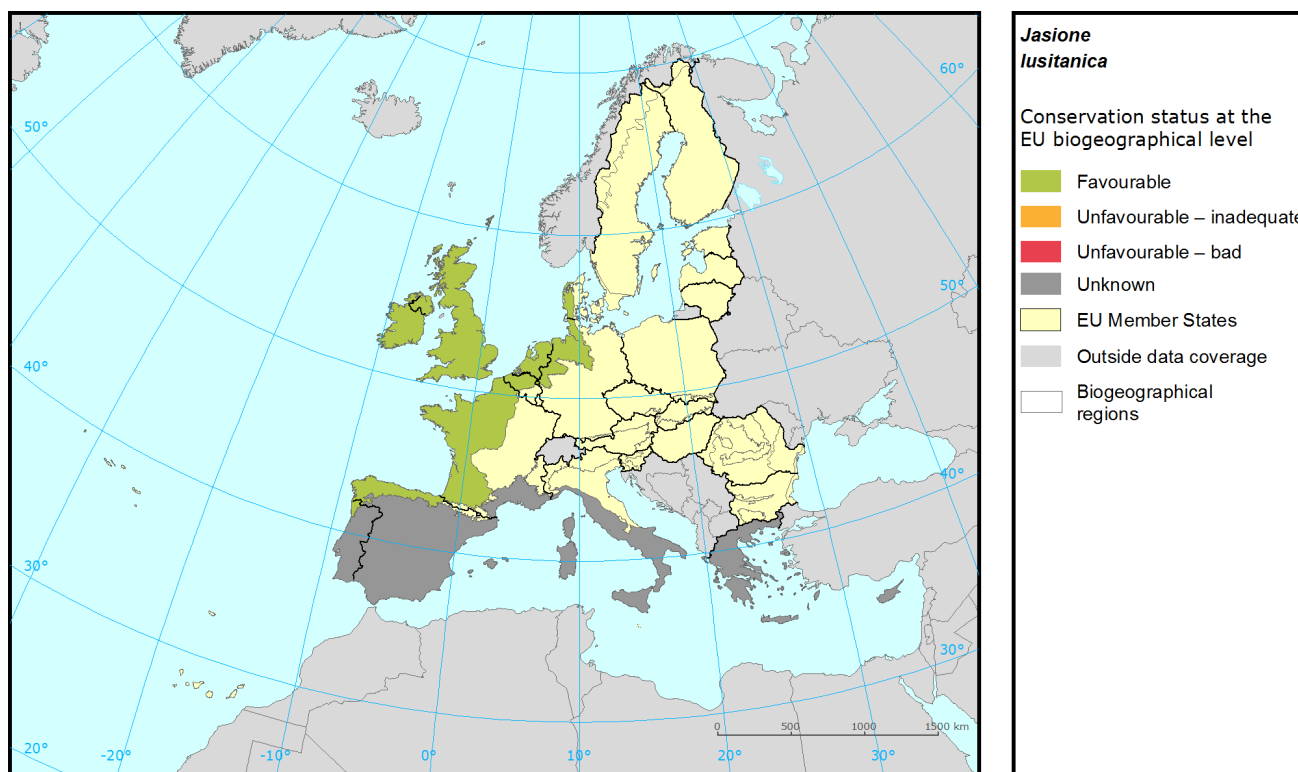 Jasione
lusitanica
Conservation status at the
EU biogeographical level
Favourable
Unfavourable – inadequate
Unfavourable – bad
Unknown
EU Member States
Outside data coverage
Biogeographical
regions
60°
50°
50°
40°
40°
30°
30°
20°
-20°
-10°
0°
10°
20°
30°
0 500 1000 1500 km